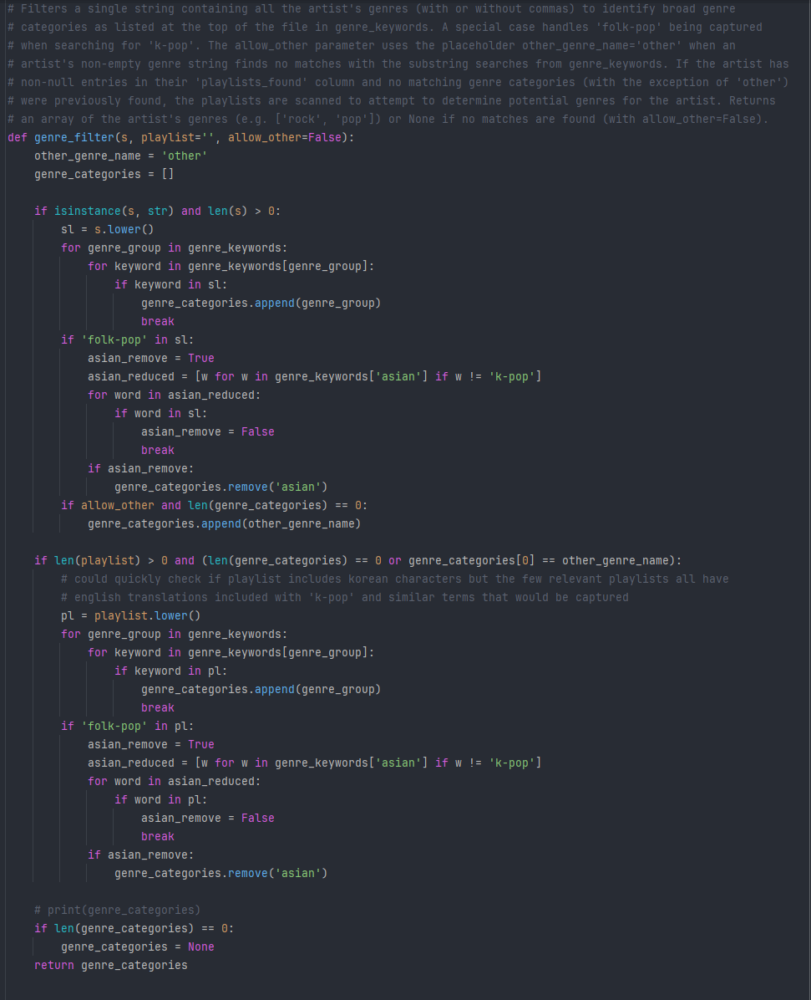 # Filters a single string containing all the artist's genres (with or without commas) to identify broad genre
# categories as listed at the top of the file in genre_keywords. A special case handles 'folk-pop' being captured
# when searching for 'k-pop'. The allow_other parameter uses the placeholder other_genre_name='other' when an
# artist's non-empty genre string finds no matches with the substring searches from genre_keywords. If the artist has
# non-null entries in their 'playlists_found' column and no matching genre categories (with the exception of 'other')
# were previously found, the playlists are scanned to attempt to determine potential genres for the artist. Returns
# an array of the artist's genres (e.g. ['rock', 'pop']) or None if no matches are found (with allow_other=False).
def genre_filter(s, playlist='', allow_other=False):
    other_genre_name = 'other'
    genre_categories = []

    if isinstance(s, str) and len(s) > 0:
        sl = s.lower()
        for genre_group in genre_keywords:
            for keyword in genre_keywords[genre_group]:
                if keyword in sl:
                    genre_categories.append(genre_group)
                    break
        if 'folk-pop' in sl:
            asian_remove = True
            asian_reduced = [w for w in genre_keywords['asian'] if w != 'k-pop']
            for word in asian_reduced:
                if word in sl:
                    asian_remove = False
                    break
            if asian_remove:
                genre_categories.remove('asian')
        if allow_other and len(genre_categories) == 0:
            genre_categories.append(other_genre_name)

    if len(playlist) > 0 and (len(genre_categories) == 0 or genre_categories[0] == other_genre_name):
        # could quickly check if playlist includes korean characters but the few relevant playlists all have
        # english translations included with 'k-pop' and similar terms that would be captured
        pl = playlist.lower()
        for genre_group in genre_keywords:
            for keyword in genre_keywords[genre_group]:
                if keyword in pl:
                    genre_categories.append(genre_group)
                    break
        if 'folk-pop' in pl:
            asian_remove = True
            asian_reduced = [w for w in genre_keywords['asian'] if w != 'k-pop']
            for word in asian_reduced:
                if word in pl:
                    asian_remove = False
                    break
            if asian_remove:
                genre_categories.remove('asian')

    # print(genre_categories)
    if len(genre_categories) == 0:
        genre_categories = None
    return genre_categories